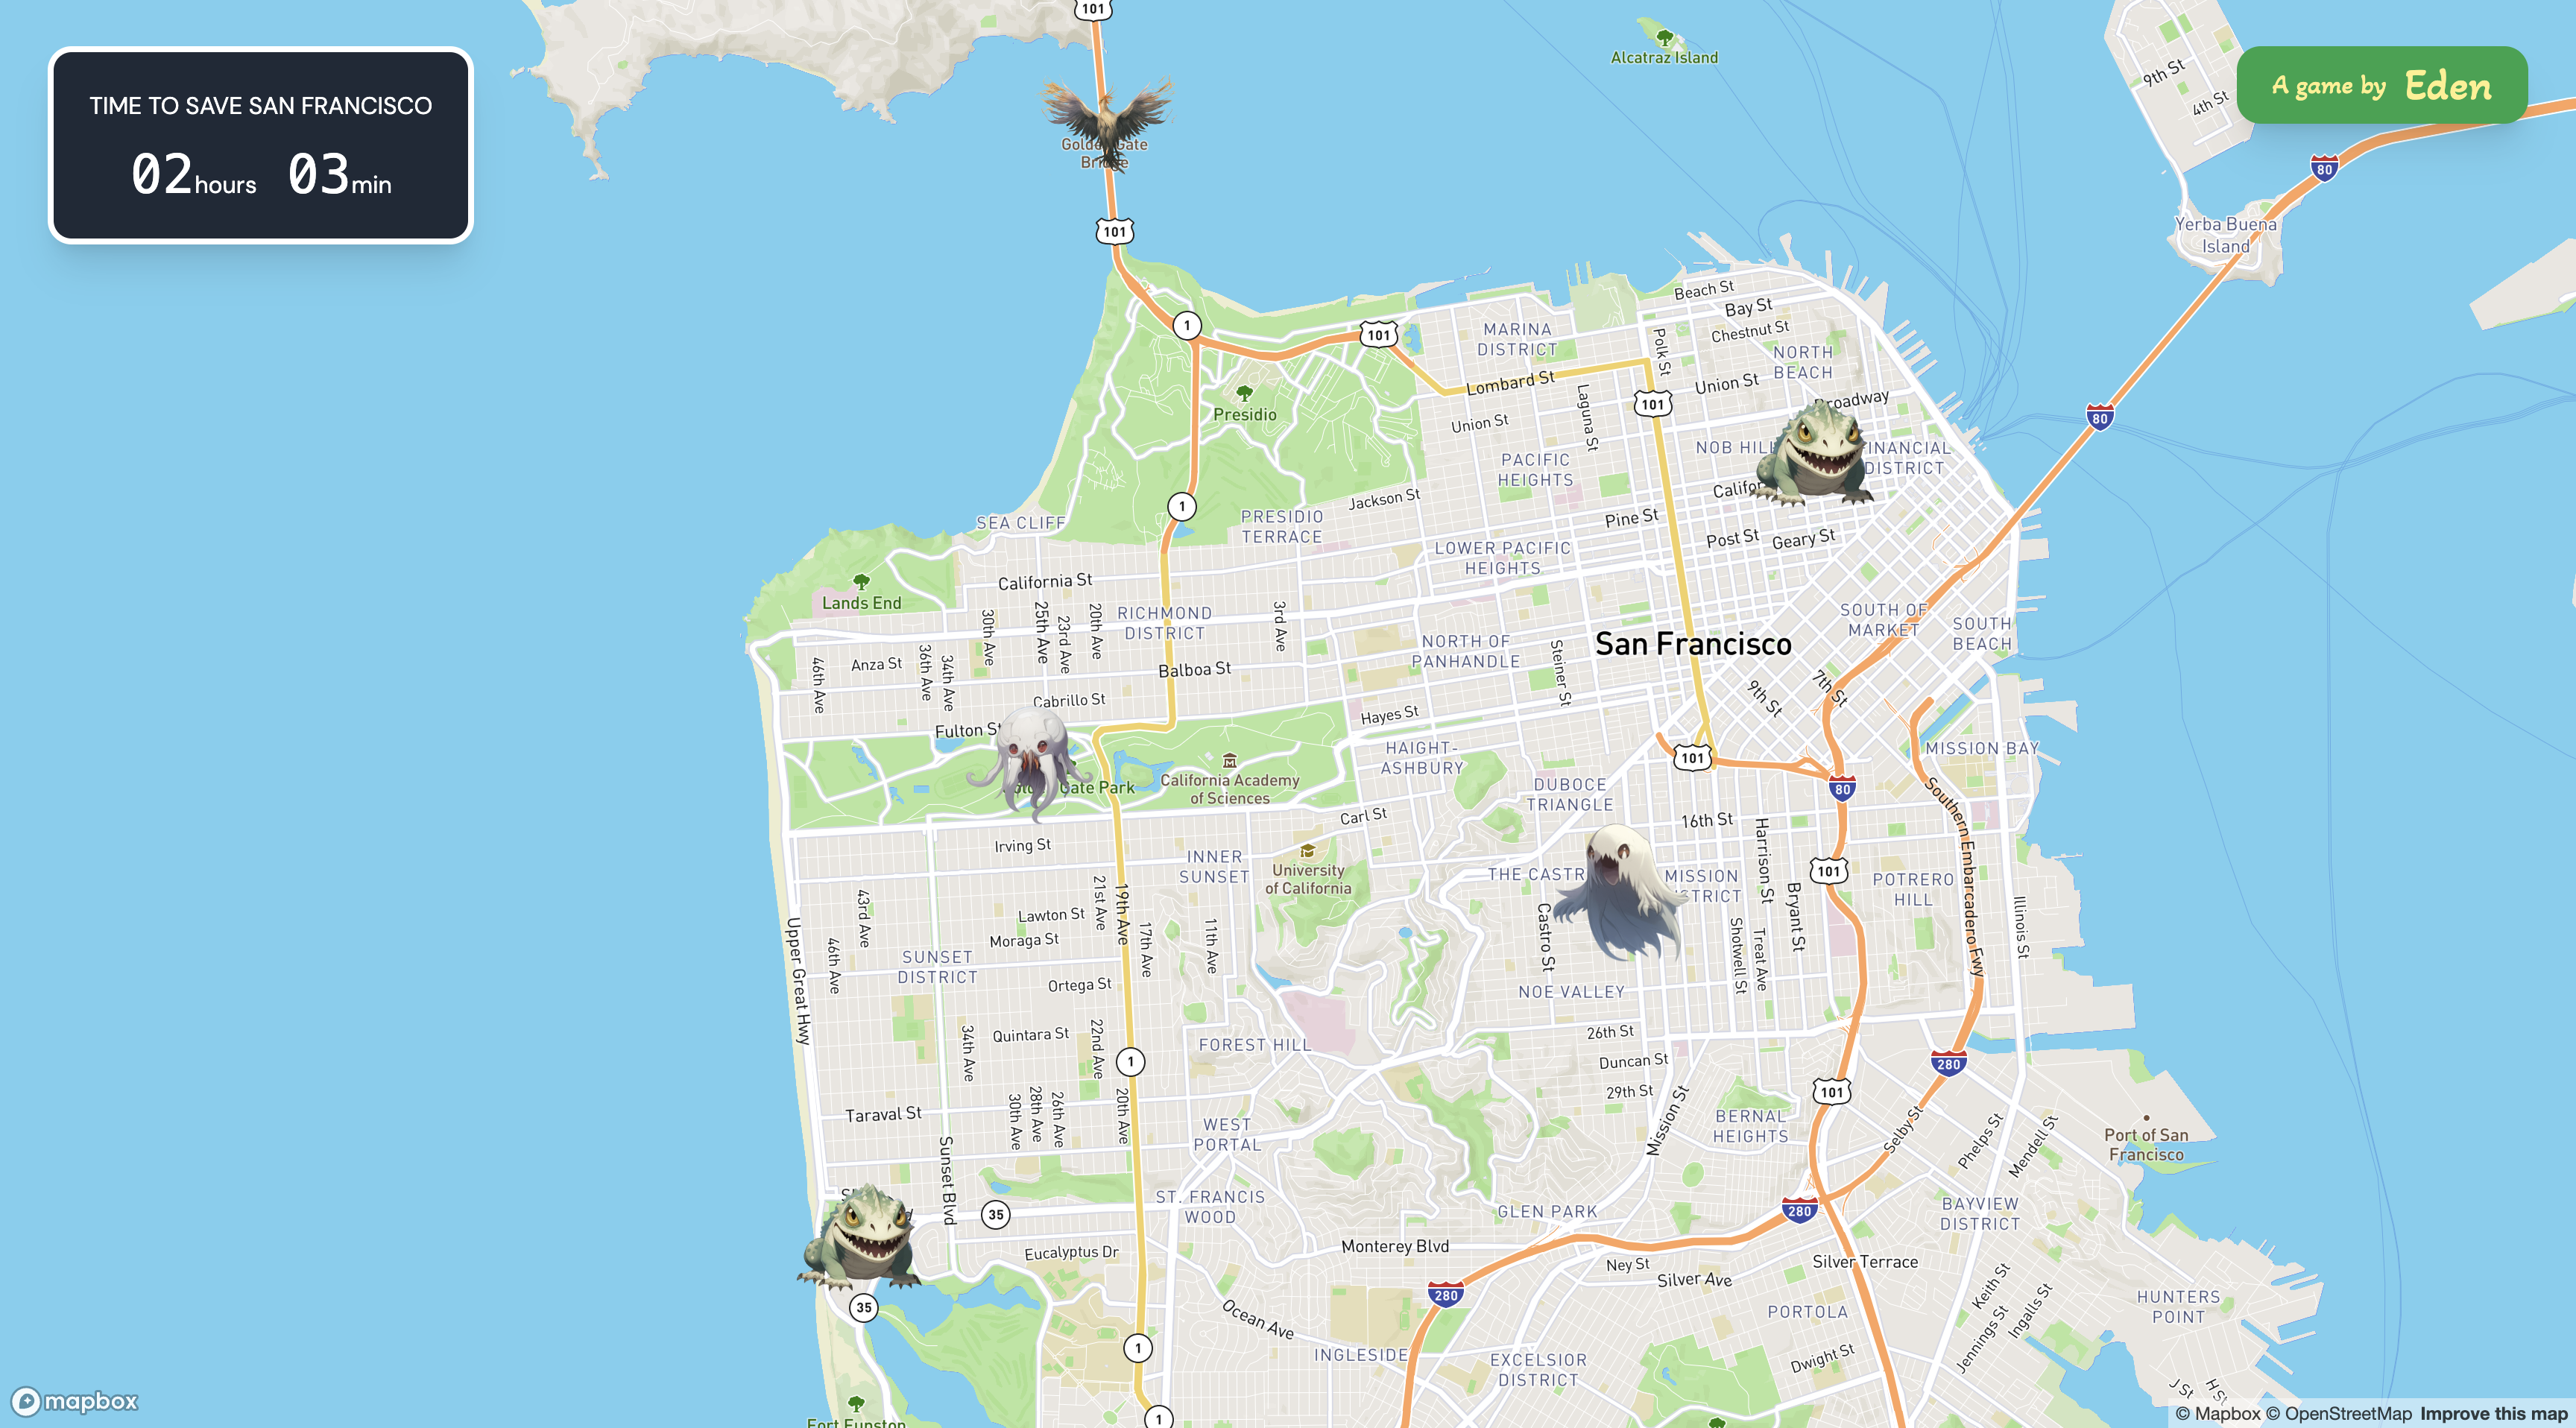 101
Alcatraz Island
9th St
4th St
TIME TO SAVE SAN FRANCISCO
02hours 03min
A game by Eden
80
Golden Gate
Bridge
101
Yerba Buena
Island
1
101
MARINA
DISTRICT
Beach St
Bay St
Chestnut St
Polk St
NORTH
BEACH
Presidio
Lombard St
Union St
Laguna St
Union St
101
Broadway
80
NOB HILL
FINANCIAL
DISTRICT
PACIFIC
HEIGHTS
Jackson St
1
SEA CLIFF
PRESIDIO
TERRACE
Pine St
Post St
Geary St
LOWER PACIFIC
HEIGHTS
California St
Lands End
30th Ave
25th Ave
23rd Ave
20th Ave
RICHMOND
DISTRICT
3rd Ave
SOUTH OF
MARKET
SOUTH
BEACH
San Francisco
NORTH OF
PANHANDLE
Steiner St
46th Ave
Anza St
36th Ave
34th Ave
Balboa St
Cabrillo St
9th St
7th St
Fulton St
Hayes St
HAIGHT-
ASHBURY
101
MISSION BAY
80
Gate Park
California Academy
of Sciences
DUBOCE
TRIANGLE
Carl St
16th St
Harrison St
Southern Embarcadero Fwy
Irving St
INNER
SUNSET
University
of California
THE CASTR
MISSION
101
POTRERO
HILL
43rd Ave
21st Ave
19th Ave
Lawton St
Moraga St
17th Ave
11th Ave
Castro St
Bryant St
Shotwell St
Treat Ave
Illinois St
Upper Great Hwy
46th Ave
SUNSET
DISTRICT
Ortega St
NOE VALLEY
Quintara St
34th Ave
22nd Ave
FOREST HILL
26th St
Duncan St
29th St
1
280
101
Taraval St
30th Ave
28th Ave
26th Ave
20th Ave
WEST
PORTAL
Mission St
BERNAL
HEIGHTS
Selby St
Phelps St
Mendell St
Port of San
Francisco
Sunset Blvd
35
ST. FRANCIS
WOOD
GLEN PARK
280
BAYVIEW
DISTRICT
Eucalyptus Dr
Monterey Blvd
Ney St
Silver Ave
Silver Terrace
Keith St
Ingalls St
Jennings St
HUNTERS
POINT
35
280
Ocean Ave
PORTOLA
1
INGLESIDE
EXCELSIOR
DISTRICT
Dwight St
J St
H St
Fort Funston
1
mapbox
© Mapbox © OpenStreetMap Improve this map